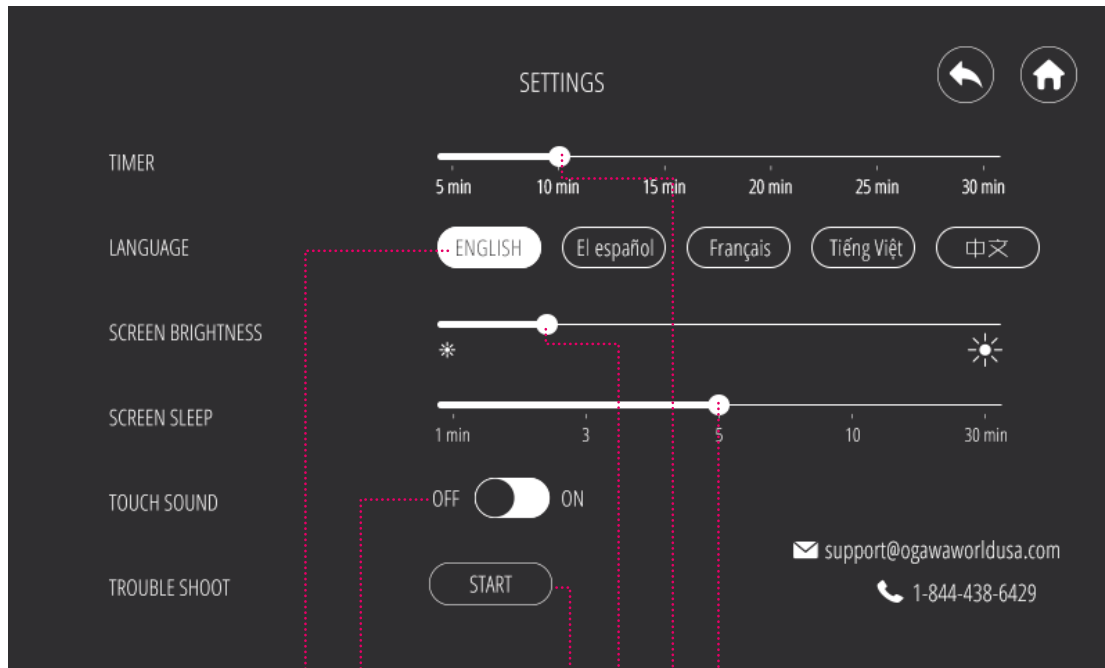 SETTINGS
TIMER
5 min 10 min 15 min 20 min 25 min 30 min
LANGUAGE ENGLISH El español Français Tiếng Việt 中文
SCREEN BRIGHTNESS
SCREEN SLEEP
1 min 3 5 10 30 min
TOUCH SOUND OFF ON
support@ogawaworldusa.com
TROUBLE SHOOT START 1-844-438-6429